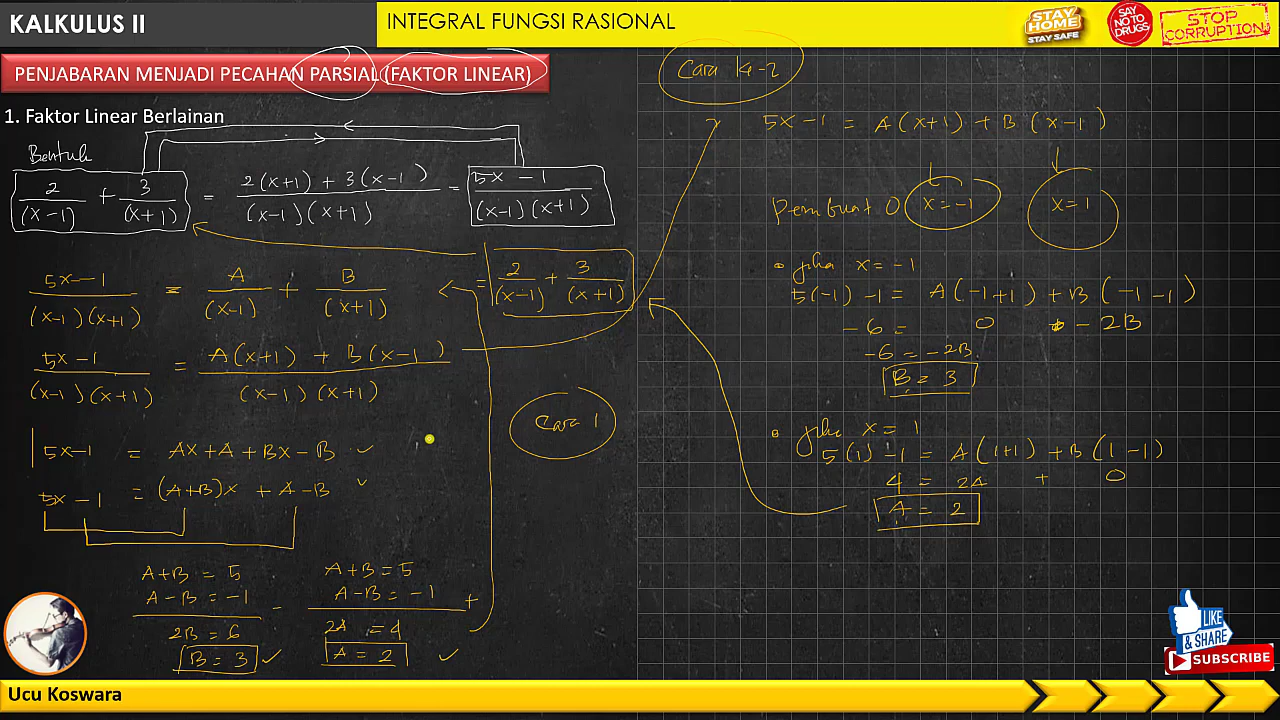 KALKULUS II
INTEGRAL FUNGSI RASIONAL
STAY HOME
STAY SAFE
SAY NO TO DRUGS
STOP CORRUPTION!
PENJABARAN MENJADI PECAHAN PARSIAL (FAKTOR LINEAR)
1. Faktor Linear Berlainan
Bentuk
2/(x-1) + 3/(x+1) = (2(x+1) + 3(x-1))/((x-1)(x+1)) = (5x-1)/((x-1)(x+1))
= 2/(x-1) + 3/(x+1)
(5x-1)/((x-1)(x+1)) = A/(x-1) + B/(x+1)
(5x-1)/((x-1)(x+1)) = (A(x+1) + B(x-1))/((x-1)(x+1))
Cara 1
5x-1 = Ax+A+Bx-B ✓
5x-1 = (A+B)x + A-B ✓
A+B = 5
A-B = -1 -
2B = 6
B = 3 ✓
A+B = 5
A-B = -1 +
2A = 4
A = 2 ✓
Cara ke-2
5x-1 = A(x+1) + B(x-1)
Pembuat 0 x=-1 x=1
• jika x=-1
5(-1)-1 = A(-1+1) + B(-1-1)
-6 = 0 - 2B
-6 = -2B
B = 3
• jika x=1
5(1)-1 = A(1+1) + B(1-1)
4 = 2A + 0
A = 2
LIKE & SHARE
SUBSCRIBE
Ucu Koswara